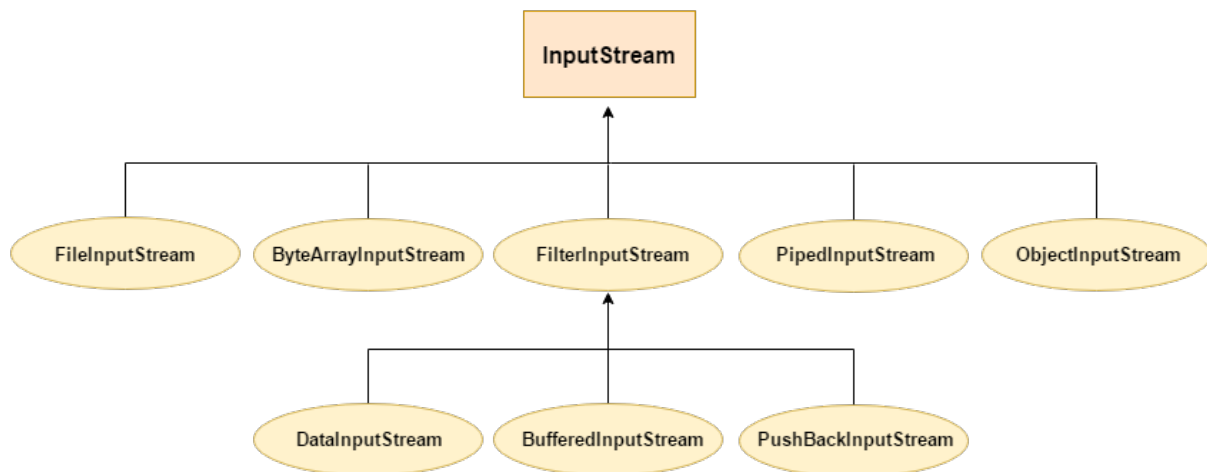 InputStream
FileInputStream
ByteArrayInputStream
FilterInputStream
PipedInputStream
ObjectInputStream
DataInputStream
BufferedInputStream
PushBackInputStream